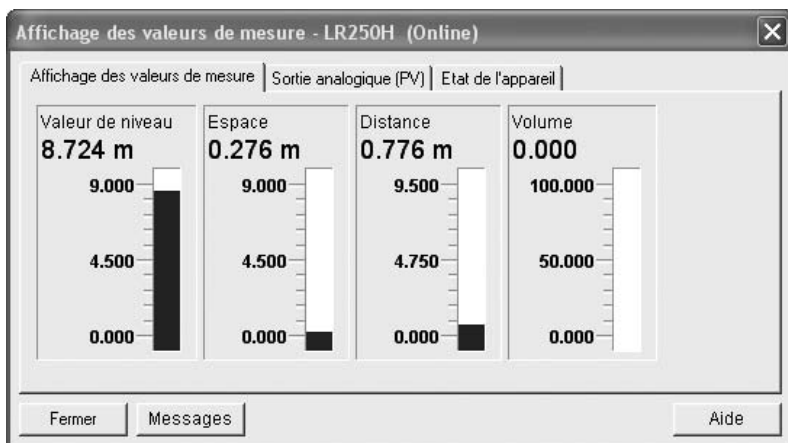 Affichage des valeurs de mesure - LR250H (Online)
Affichage des valeurs de mesure
Sortie analogique (PV)
Etat de l'appareil
Valeur de niveau
8.724 m
9.000
4.500
0.000
Espace
0.276 m
9.000
4.500
0.000
Distance
0.776 m
9.500
4.750
0.000
Volume
0.000
100.000
50.000
0.000
Fermer
Messages
Aide